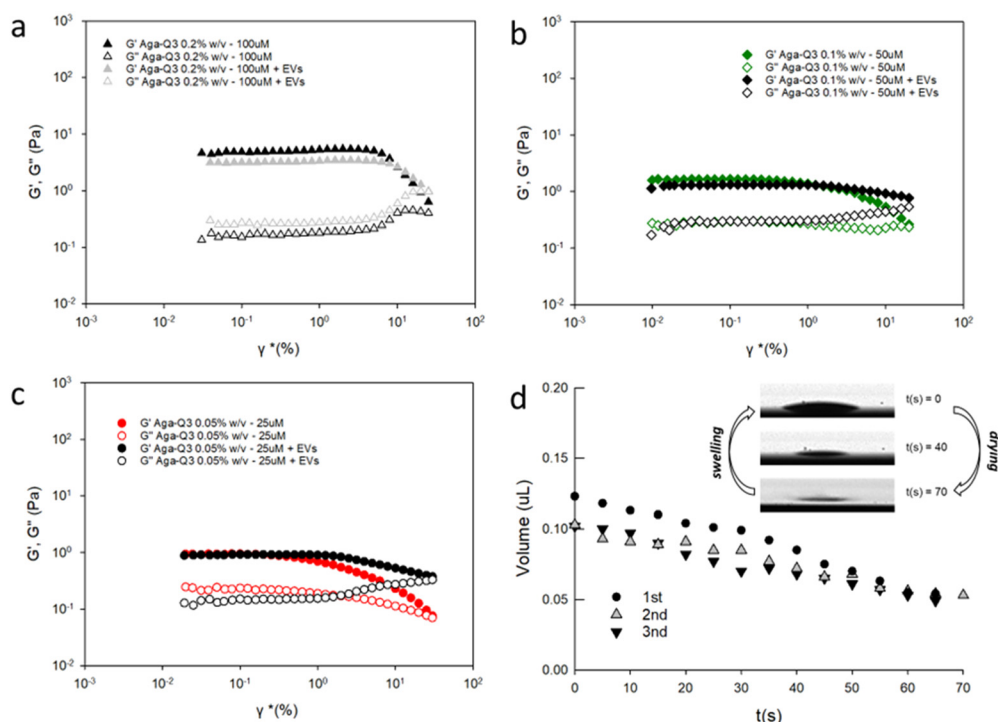 a
10³
G' Aga-Q3 0.2% w/v - 100uM
G'' Aga-Q3 0.2% w/v - 100uM
G' Aga-Q3 0.2% w/v - 100uM + EVs
G'' Aga-Q3 0.2% w/v - 100uM + EVs
10²
10¹
10⁰
10⁻¹
10⁻²
G', G'' (Pa)
10⁻³ 10⁻² 10⁻¹ 10⁰ 10¹ 10²
γ *(%)
b
10³
G' Aga-Q3 0.1% w/v - 50uM
G'' Aga-Q3 0.1% w/v - 50uM
G' Aga-Q3 0.1% w/v - 50uM + EVs
G'' Aga-Q3 0.1% w/v - 50uM + EVs
10²
10¹
10⁰
10⁻¹
10⁻²
G', G'' (Pa)
10⁻³ 10⁻² 10⁻¹ 10⁰ 10¹ 10²
γ *(%)
c
10³
G' Aga-Q3 0.05% w/v - 25uM
G'' Aga-Q3 0.05% w/v - 25uM
G' Aga-Q3 0.05% w/v - 25uM + EVs
G'' Aga-Q3 0.05% w/v - 25uM + EVs
10²
10¹
10⁰
10⁻¹
10⁻²
G', G'' (Pa)
10⁻³ 10⁻² 10⁻¹ 10⁰ 10¹ 10²
γ *(%)
d
0.20
0.15
0.10
0.05
0.00
Volume (uL)
swelling
t(s) = 0
t(s) = 40
t(s) = 70
drying
1st
2nd
3nd
0 10 20 30 40 50 60 70
t(s)